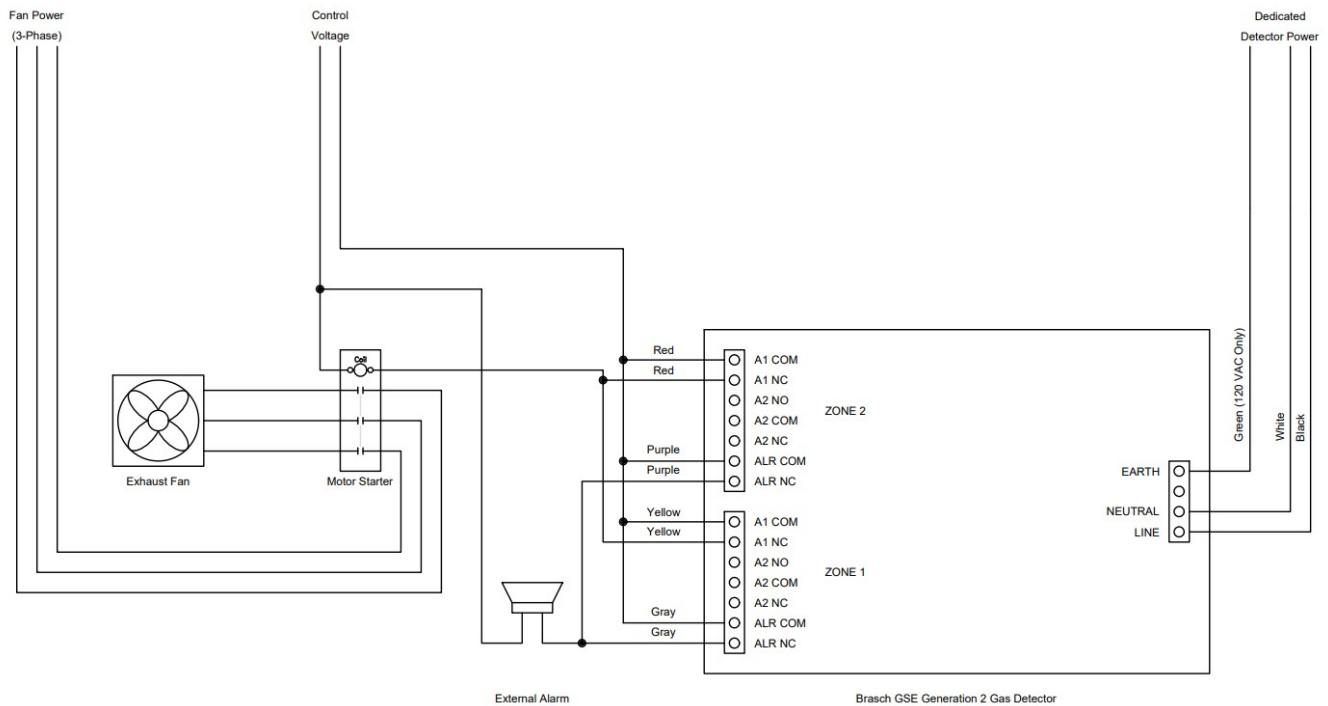 Fan Power
(3-Phase)
Control
Voltage
Dedicated
Detector Power
Green (120 VAC Only)
White
Black
Coil
Exhaust Fan
Motor Starter
Red
Red
Purple
Purple
Yellow
Yellow
Gray
Gray
A1 COM
A1 NC
A2 NO
A2 COM
A2 NC
ALR COM
ALR NC
ZONE 2
A1 COM
A1 NC
A2 NO
A2 COM
A2 NC
ALR COM
ALR NC
ZONE 1
EARTH
NEUTRAL
LINE
External Alarm
Brasch GSE Generation 2 Gas Detector